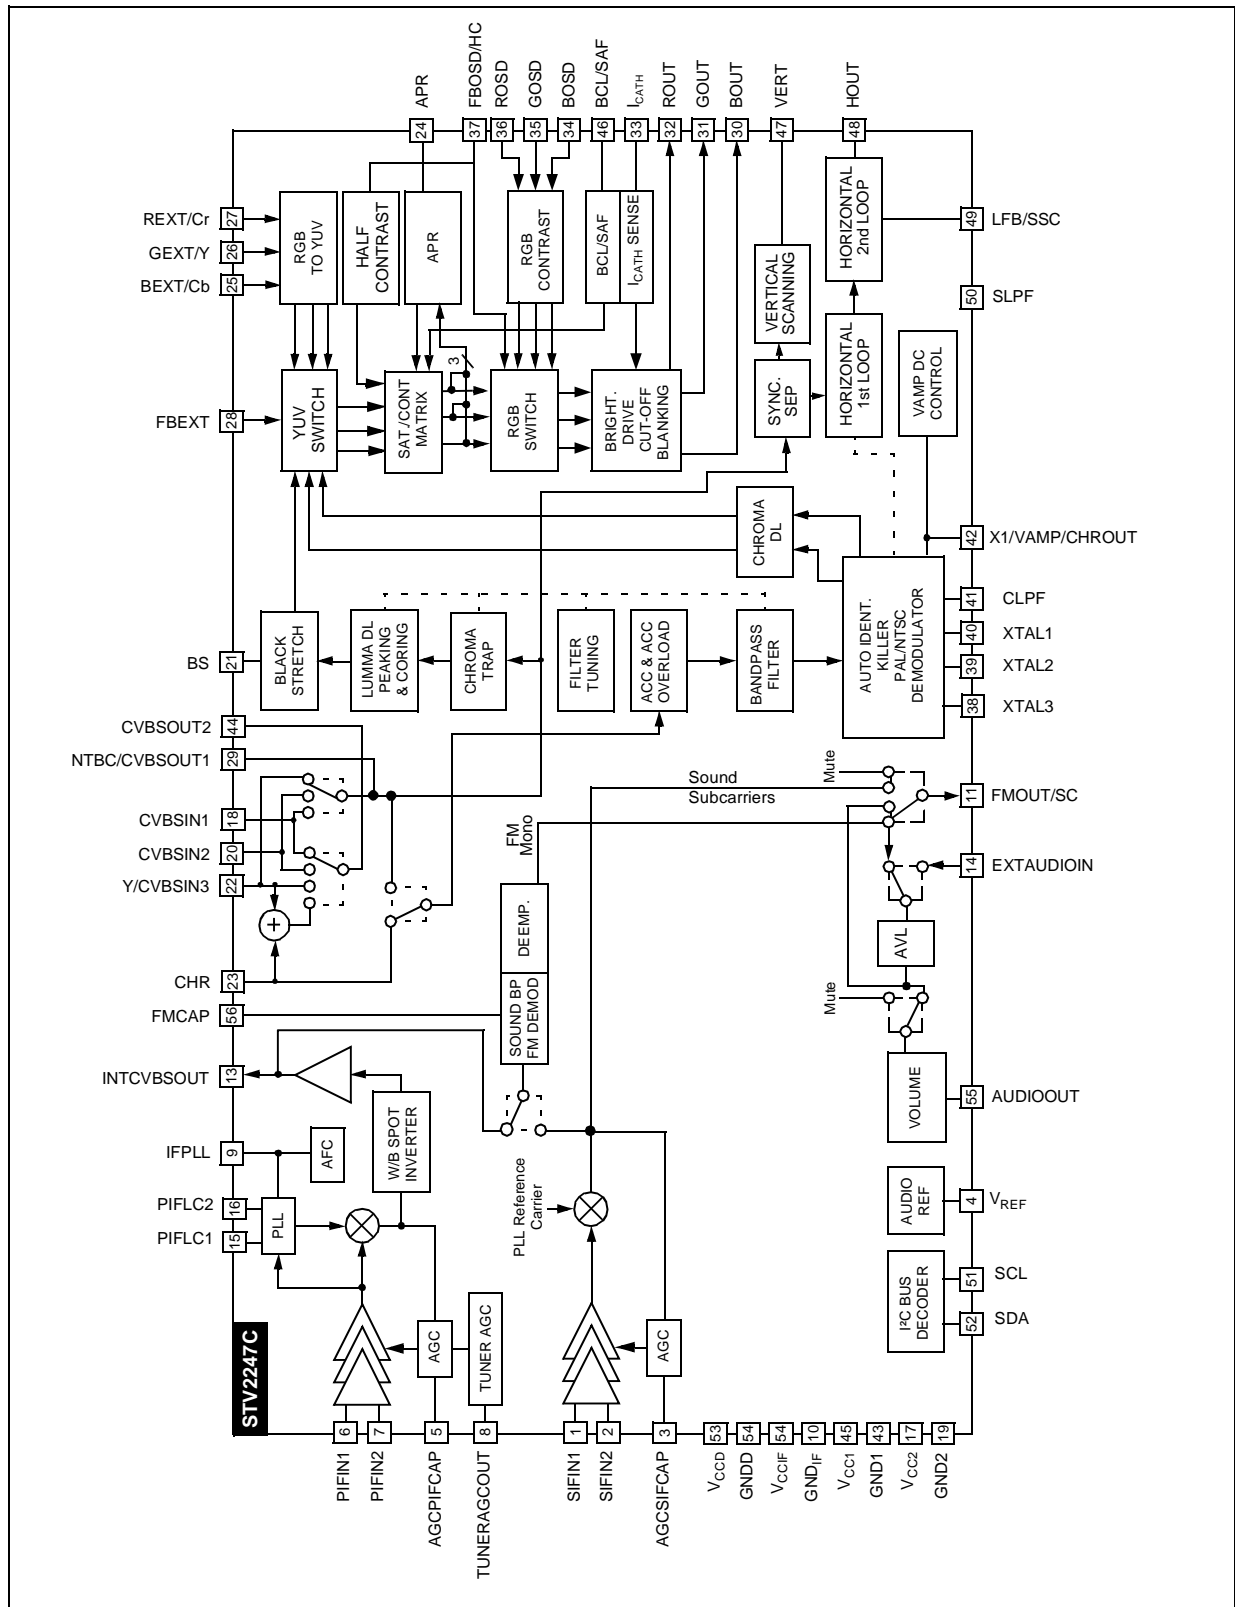 APR
FBOSD/HC
ROSD
GOSD
BOSD
BCL/SAF
ICATH
ROUT
GOUT
BOUT
VERT
HOUT
24
37
36
35
34
46
33
32
31
30
47
48
REXT/Cr
27
GEXT/Y
26
BEXT/Cb
25
RGB
TO YUV
HALF
CONTRAST
APR
RGB
CONTRAST
BCL/SAF
ICATH SENSE
HORIZONTAL
2nd LOOP
49
LFB/SSC
VERTICAL
SCANNING
50
SLPF
3
FBEXT
28
YUV
SWITCH
SAT./CONT
MATRIX
RGB
SWITCH
BRIGHT.
DRIVE
CUT-OFF
BLANKING
SYNC.
SEP
HORIZONTAL
1st LOOP
VAMP DC
CONTROL
CHROMA
DL
42
X1/VAMP/CHROUT
BS
21
BLACK
STRETCH
LUMMA DL
PEAKING
& CORING
CHROMA
TRAP
FILTER
TUNING
ACC & ACC
OVERLOAD
BANDPASS
FILTER
AUTO IDENT.
KILLER
PAL/NTSC
DEMODULATOR
41
CLPF
40
XTAL1
39
XTAL2
38
XTAL3
CVBSOUT2
44
NTBC/CVBSOUT1
29
CVBSIN1
18
CVBSIN2
20
Y/CVBSIN3
22
+
CHR
23
FMCAP
56
Sound
Subcarriers
Mute
11
FMOUT/SC
FM
Mono
14
EXTAUDIOIN
DEEMP.
SOUND BP
FM DEMOD
AVL
Mute
INTCVBSOUT
13
VOLUME
55
AUDIOOUT
IFPLL
9
AFC
W/B SPOT
INVERTER
PIFLC2
16
PIFLC1
15
PLL
PLL Reference
Carrier
AUDIO
REF
4
VREF
I²C BUS
DECODER
51
SCL
52
SDA
STV2247C
AGC
TUNER AGC
AGC
6
7
5
8
1
2
3
53
54
54
10
45
43
17
19
PIFIN1
PIFIN2
AGCPIFCAP
TUNERAGCOUT
SIFIN1
SIFIN2
AGCSIFCAP
VCCD
GNDD
VCCIF
GNDIF
VCC1
GND1
VCC2
GND2